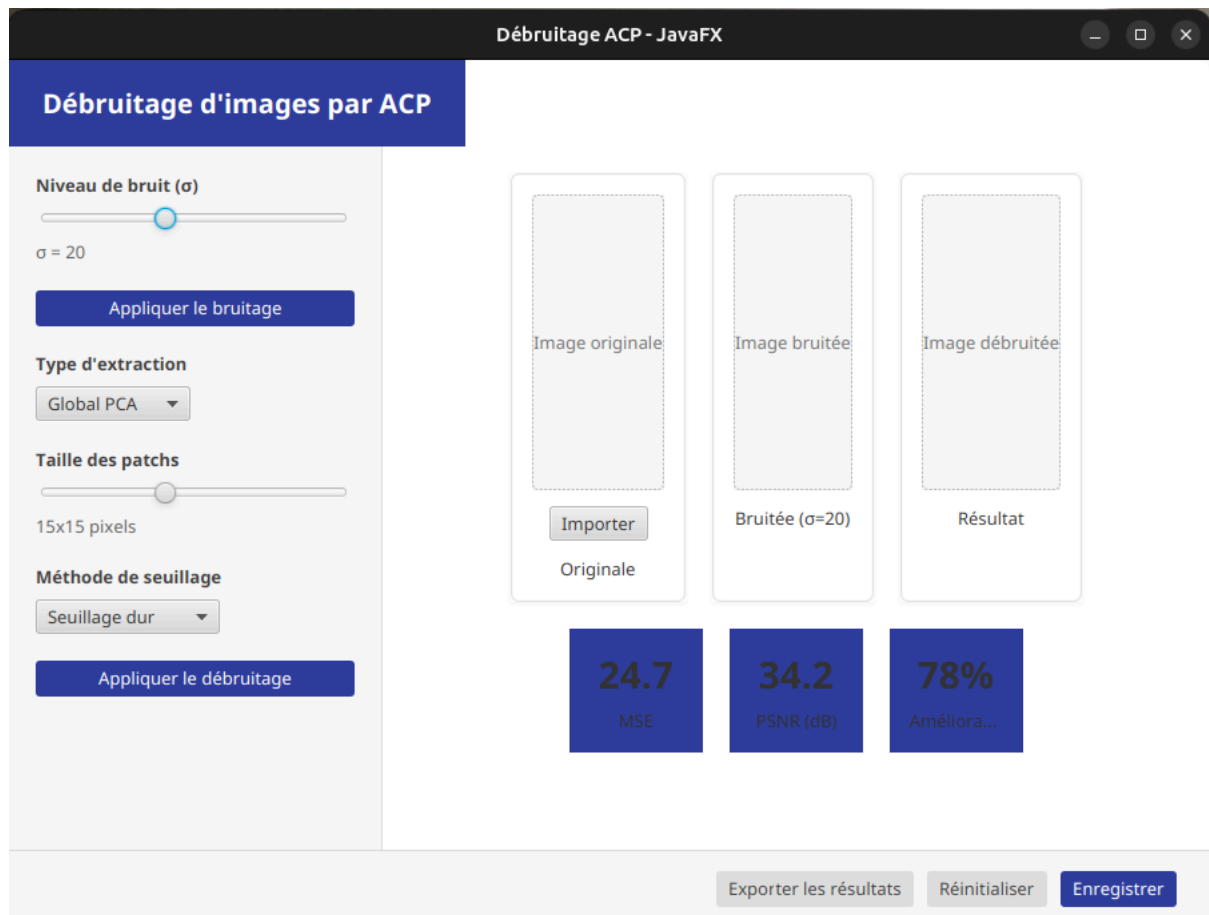 Débruitage ACP - JavaFX
Débruitage d'images par ACP
Niveau de bruit (σ)
σ = 20
Appliquer le bruitage
Type d'extraction
Global PCA
Taille des patchs
15x15 pixels
Méthode de seuillage
Seuillage dur
Appliquer le débruitage
Image originale
Importer
Originale
Image bruitée
Bruitée (σ=20)
Image débruitée
Résultat
24.7
MSE
34.2
PSNR (dB)
78%
Améliora...
Exporter les résultats
Réinitialiser
Enregistrer